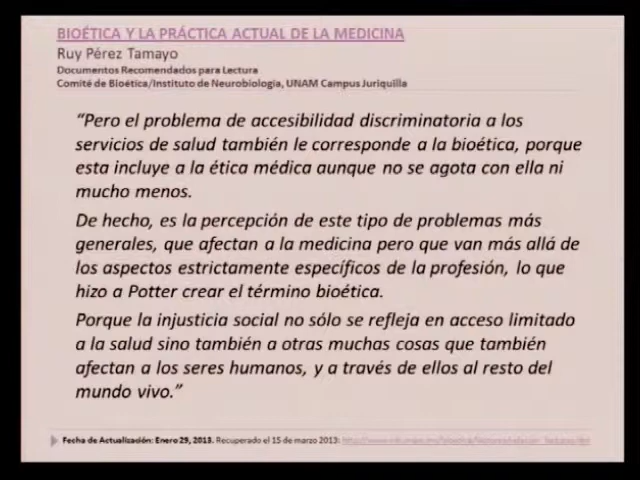 BIOÉTICA Y LA PRÁCTICA ACTUAL DE LA MEDICINA
Ruy Pérez Tamayo
Documentos Recomendados para Lectura
Comité de Bioética/Instituto de Neurobiología, UNAM Campus Juriquilla
“Pero el problema de accesibilidad discriminatoria a los
servicios de salud también le corresponde a la bioética, porque
esta incluye a la ética médica aunque no se agota con ella ni
mucho menos.
De hecho, es la percepción de este tipo de problemas más
generales, que afectan a la medicina pero que van más allá de
los aspectos estrictamente específicos de la profesión, lo que
hizo a Potter crear el término bioética.
Porque la injusticia social no sólo se refleja en acceso limitado
a la salud sino también a otras muchas cosas que también
afectan a los seres humanos, y a través de ellos al resto del
mundo vivo.”
Fecha de Actualización: Enero 29, 2013. Recuperado el 15 de marzo 2013: